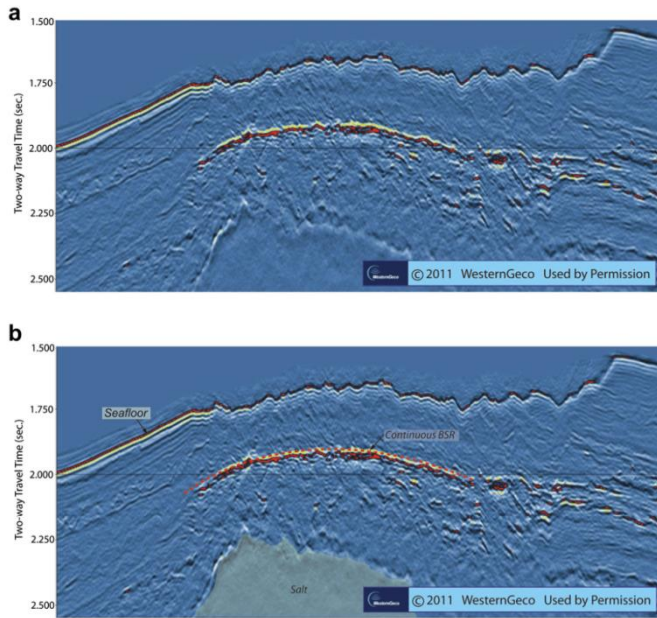 a
1.500
1.750
2.000
2.250
2.500
Two-way Travel Time (sec.)
WesternGeco
© 2011 WesternGeco Used by Permission
b
1.500
1.750
2.000
2.250
2.500
Two-way Travel Time (sec.)
Seafloor
Continuous BSR
Salt
WesternGeco
© 2011 WesternGeco Used by Permission